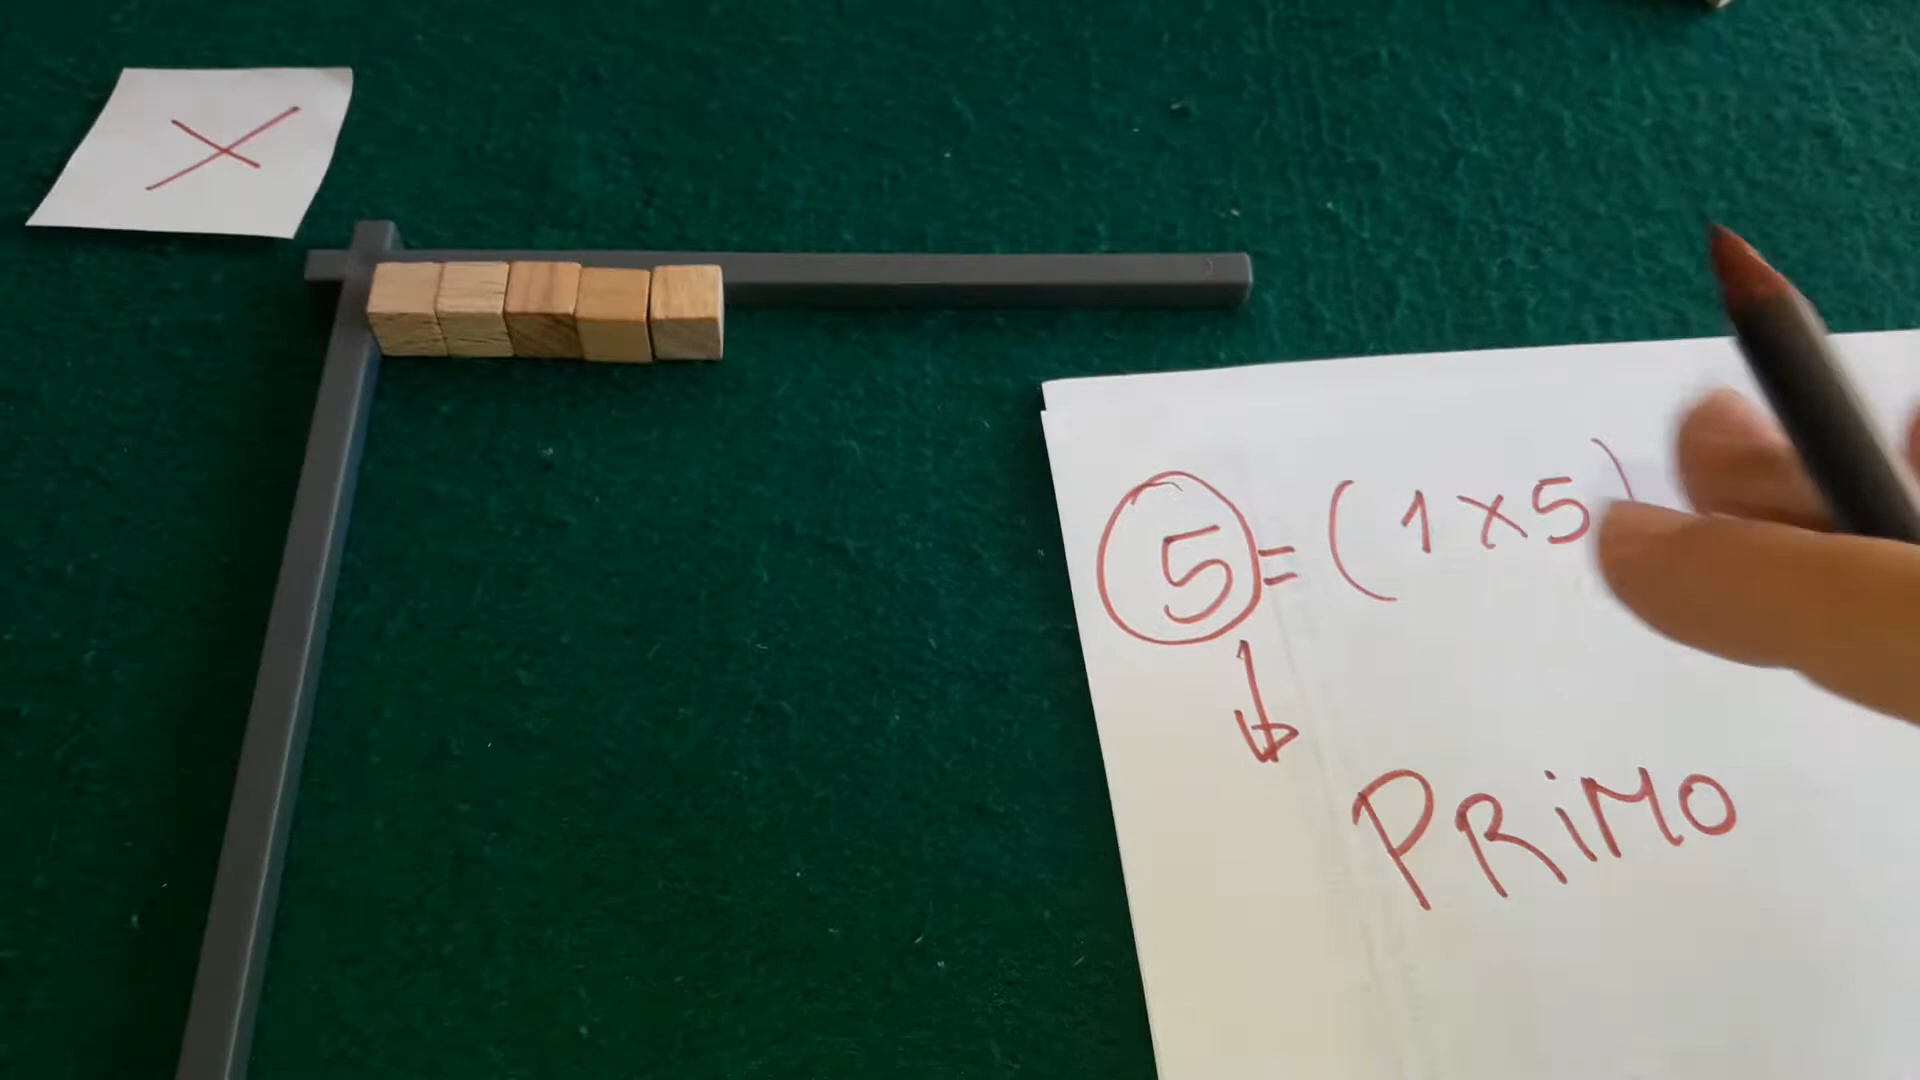 ×
5 = (1 × 5)
PRiMO